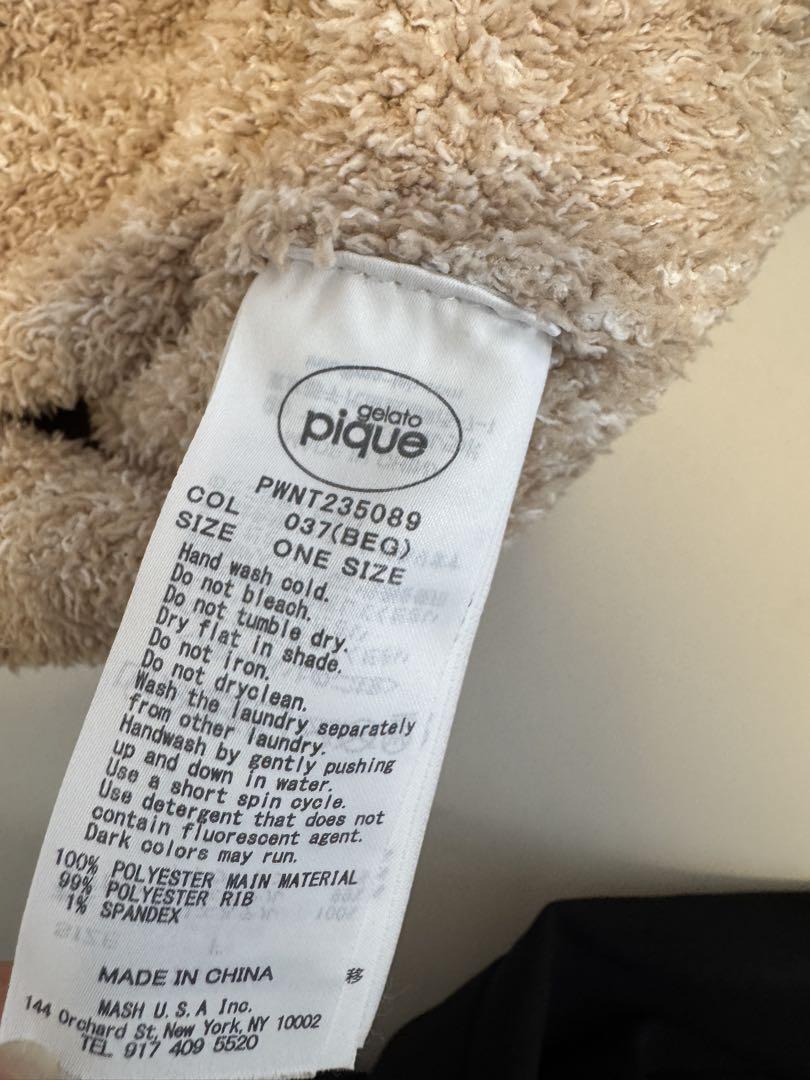 gelato
pique
PWNT235089
COL 037(BEG)
SIZE ONE SIZE
Hand wash cold.
Do not bleach.
Do not tumble dry.
Dry flat in shade.
Do not iron.
Do not dryclean.
Wash the laundry separately
from other laundry.
Handwash by gently pushing
up and down in water.
Use a short spin cycle.
Use detergent that does not
contain fluorescent agent.
Dark colors may run.
100% POLYESTER MAIN MATERIAL
99% POLYESTER RIB
1% SPANDEX
MADE IN CHINA 移
MASH U.S.A Inc.
144 Orchard St, New York, NY 10002
TEL 917 409 5520